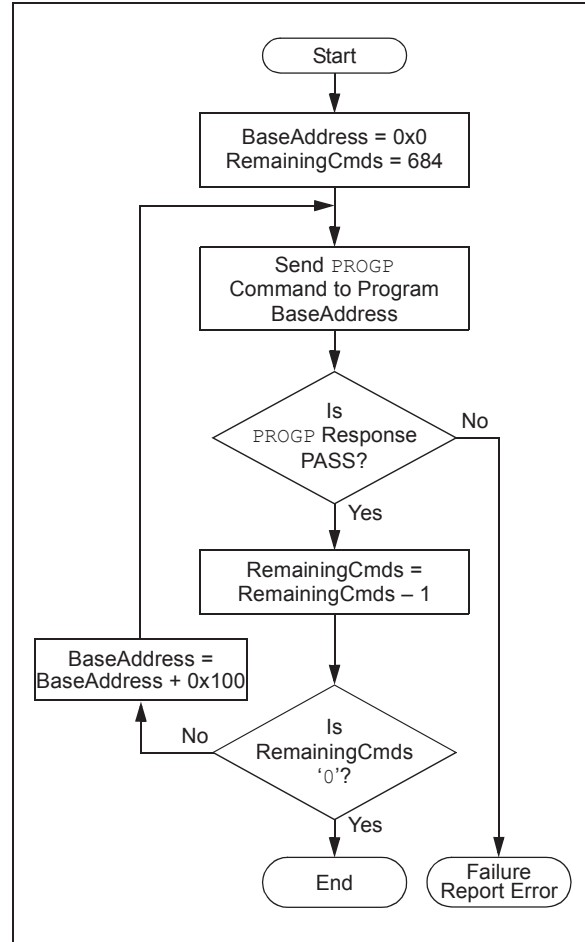 Start
BaseAddress = 0x0
RemainingCmds = 684
Send PROGP
Command to Program
BaseAddress
Is
PROGP Response
PASS?
No
Yes
RemainingCmds =
RemainingCmds – 1
BaseAddress =
BaseAddress + 0x100
No
Is
RemainingCmds
‘0’?
Yes
End
Failure
Report Error